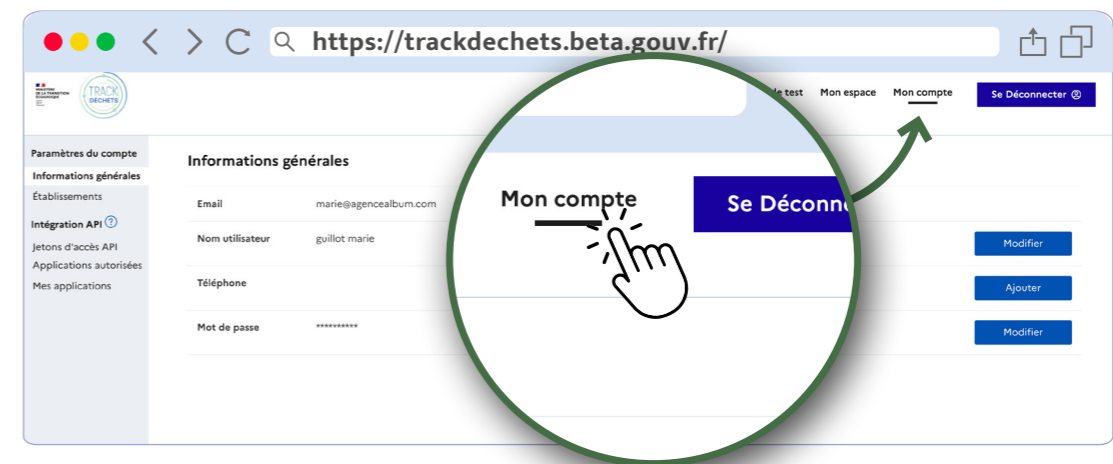 https://trackdechets.beta.gouv.fr/
TRACK
DÉCHETS
de test Mon espace Mon compte Se Déconnecter
Paramètres du compte
Informations générales
Établissements
Intégration API ?
Jetons d'accès API
Applications autorisées
Mes applications
Informations générales
Email marie@agencealbum.com
Nom utilisateur guillot marie Modifier
Téléphone Ajouter
Mot de passe ********** Modifier
Mon compte Se Déconne